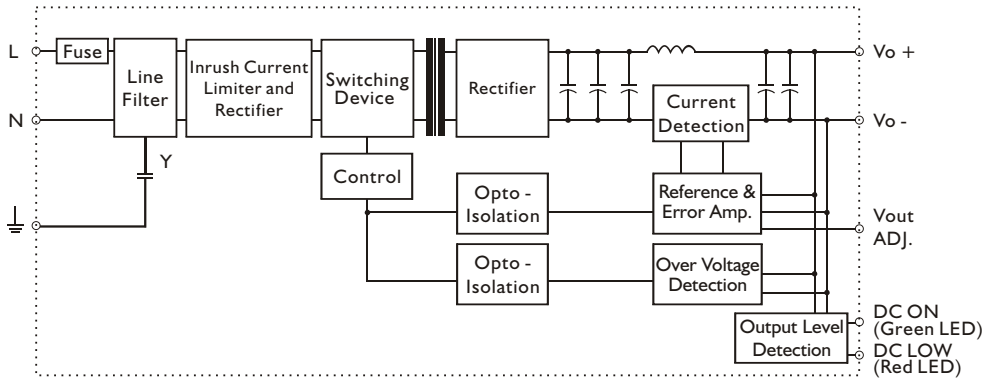 L
Fuse
Line
Filter
Inrush Current
Limiter and
Rectifier
Switching
Device
Rectifier
Vo +
N
Current
Detection
Vo -
Y
Control
Opto -
Isolation
Reference &
Error Amp.
Vout
ADJ.
Opto -
Isolation
Over Voltage
Detection
Output Level
Detection
DC ON
(Green LED)
DC LOW
(Red LED)